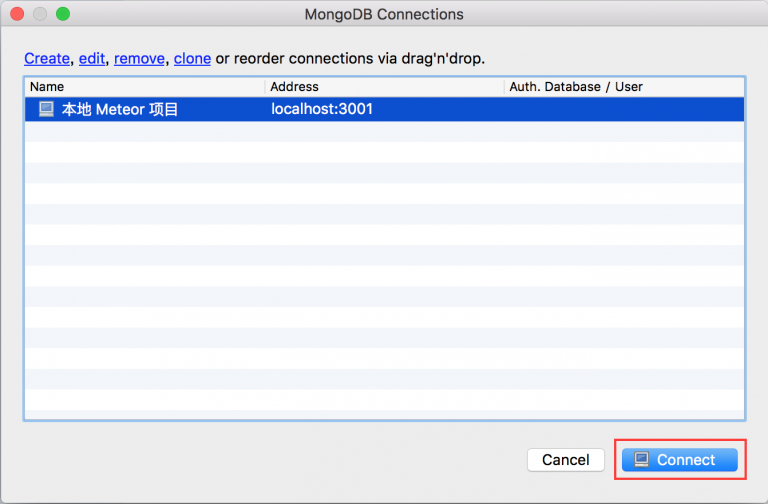 MongoDB Connections
Create, edit, remove, clone or reorder connections via drag'n'drop.
Name Address Auth. Database / User
本地 Meteor 项目 localhost:3001
Cancel Connect